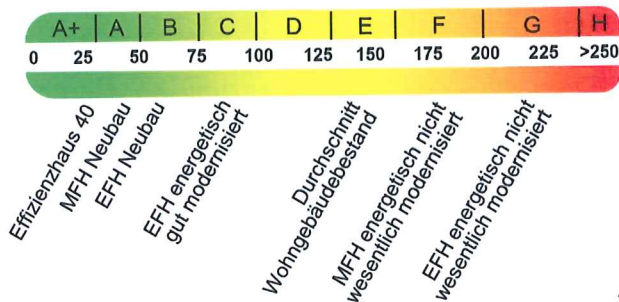 A+ A B C D E F G H
0 25 50 75 100 125 150 175 200 225 >250
Effizienzhaus 40
MFH Neubau
EFH Neubau
EFH energetisch
gut modernisiert
Durchschnitt
Wohngebäudebestand
MFH energetisch nicht
wesentlich modernisiert
EFH energetisch nicht
wesentlich modernisiert